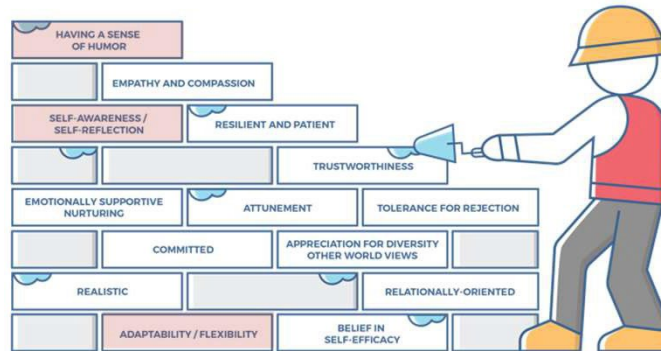 HAVING A SENSE
OF HUMOR
EMPATHY AND COMPASSION
SELF-AWARENESS /
SELF-REFLECTION
RESILIENT AND PATIENT
TRUSTWORTHINESS
EMOTIONALLY SUPPORTIVE
NURTURING
ATTUNEMENT
TOLERANCE FOR REJECTION
COMMITTED
APPRECIATION FOR DIVERSITY
OTHER WORLD VIEWS
REALISTIC
RELATIONALLY-ORIENTED
ADAPTABILITY / FLEXIBILITY
BELIEF IN
SELF-EFFICACY